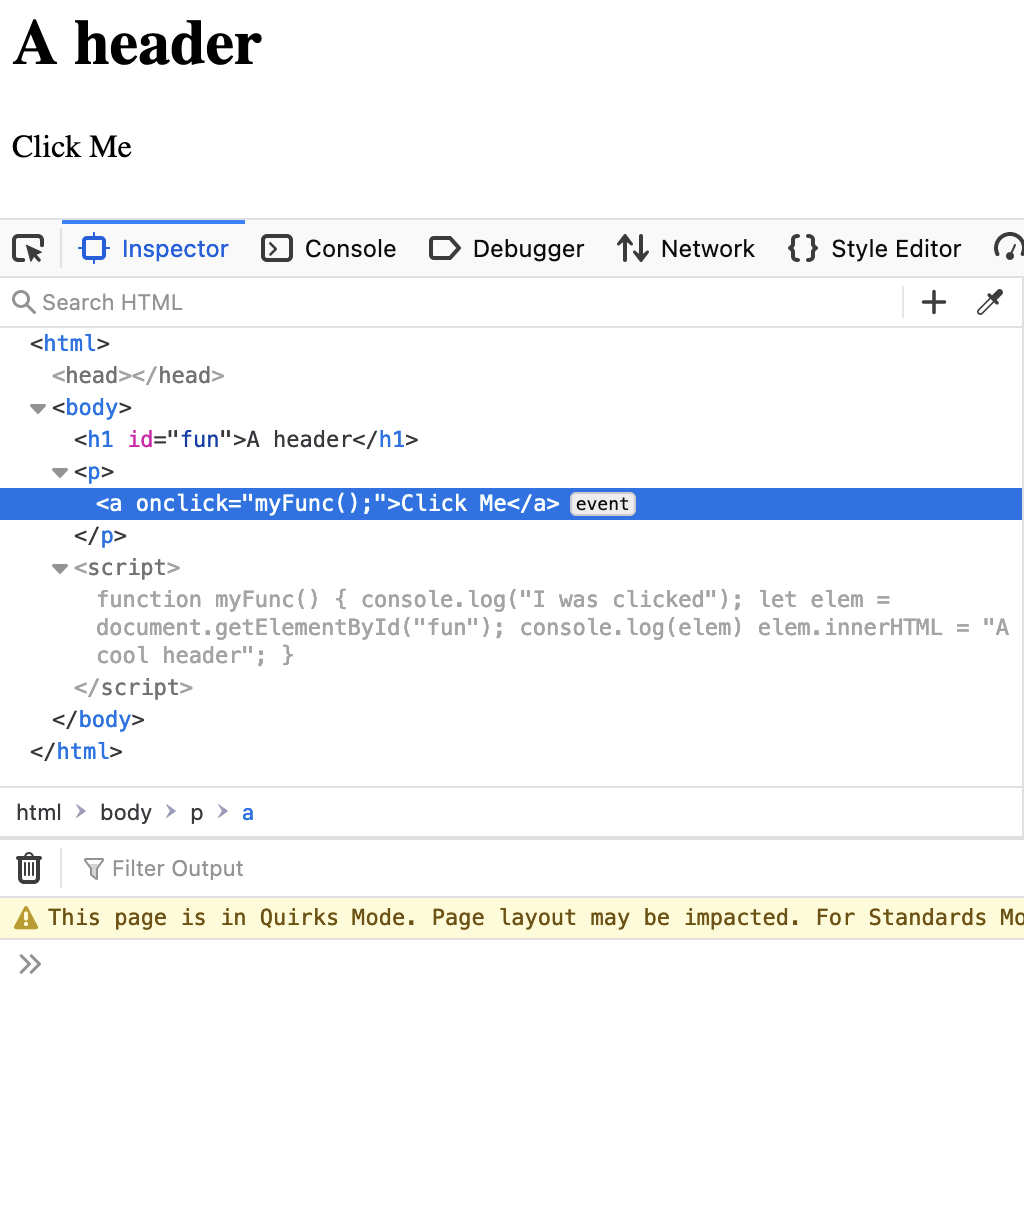 A header
Click Me
Inspector Console Debugger Network Style Editor
Search HTML
<html>
<head></head>
<body>
<h1 id="fun">A header</h1>
<p>
<a onclick="myFunc();">Click Me</a> event
</p>
<script>
function myFunc() { console.log("I was clicked"); let elem =
document.getElementById("fun"); console.log(elem) elem.innerHTML = "A
cool header"; }
</script>
</body>
</html>
html body p a
Filter Output
This page is in Quirks Mode. Page layout may be impacted. For Standards Mo